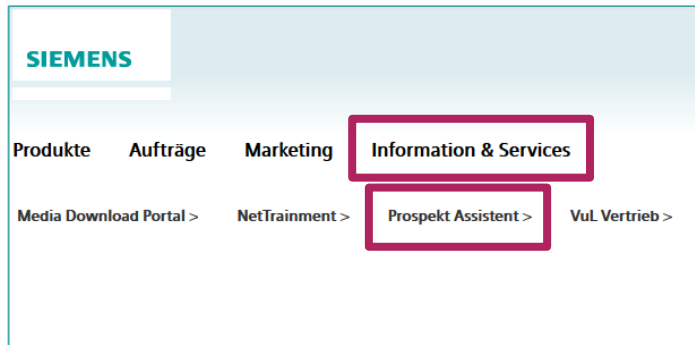 SIEMENS
Produkte Aufträge Marketing Information & Services
Media Download Portal > NetTrainment > Prospekt Assistent > VuL Vertrieb >